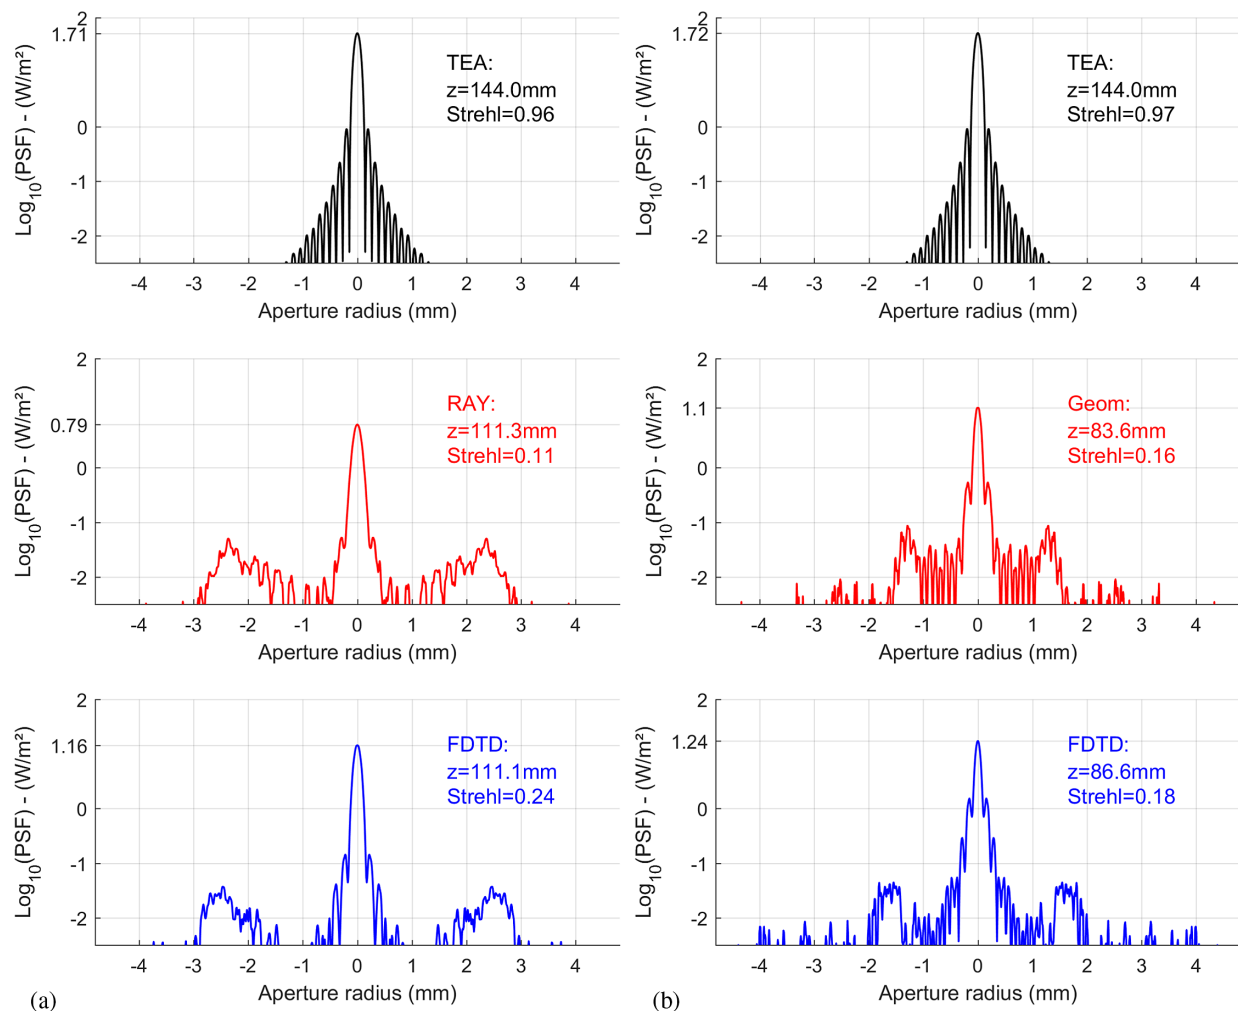 2
1.71
0
-1
-2
Log10(PSF) - (W/m²)
TEA:
z=144.0mm
Strehl=0.96
-4 -3 -2 -1 0 1 2 3 4
Aperture radius (mm)
2
1.72
0
-1
-2
Log10(PSF) - (W/m²)
TEA:
z=144.0mm
Strehl=0.97
-4 -3 -2 -1 0 1 2 3 4
Aperture radius (mm)
2
0.79
0
-1
-2
Log10(PSF) - (W/m²)
RAY:
z=111.3mm
Strehl=0.11
-4 -3 -2 -1 0 1 2 3 4
Aperture radius (mm)
2
1.1
0
-1
-2
Log10(PSF) - (W/m²)
Geom:
z=83.6mm
Strehl=0.16
-4 -3 -2 -1 0 1 2 3 4
Aperture radius (mm)
2
1.16
0
-1
-2
Log10(PSF) - (W/m²)
FDTD:
z=111.1mm
Strehl=0.24
-4 -3 -2 -1 0 1 2 3 4
Aperture radius (mm)
(a)
2
1.24
0
-1
-2
Log10(PSF) - (W/m²)
FDTD:
z=86.6mm
Strehl=0.18
-4 -3 -2 -1 0 1 2 3 4
Aperture radius (mm)
(b)